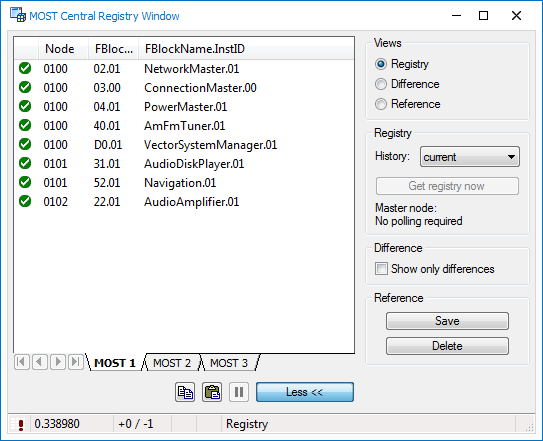 MOST Central Registry Window
Node FBloc... FBlockName.InstID
0100 02.01 NetworkMaster.01
0100 03.00 ConnectionMaster.00
0100 04.01 PowerMaster.01
0100 40.01 AmFmTuner.01
0100 D0.01 VectorSystemManager.01
0101 31.01 AudioDiskPlayer.01
0101 52.01 Navigation.01
0102 22.01 AudioAmplifier.01
MOST 1 MOST 2 MOST 3
Less <<
Views
Registry
Difference
Reference
Registry
History: current
Get registry now
Master node:
No polling required
Difference
Show only differences
Reference
Save
Delete
0.338980 +0 / -1 Registry